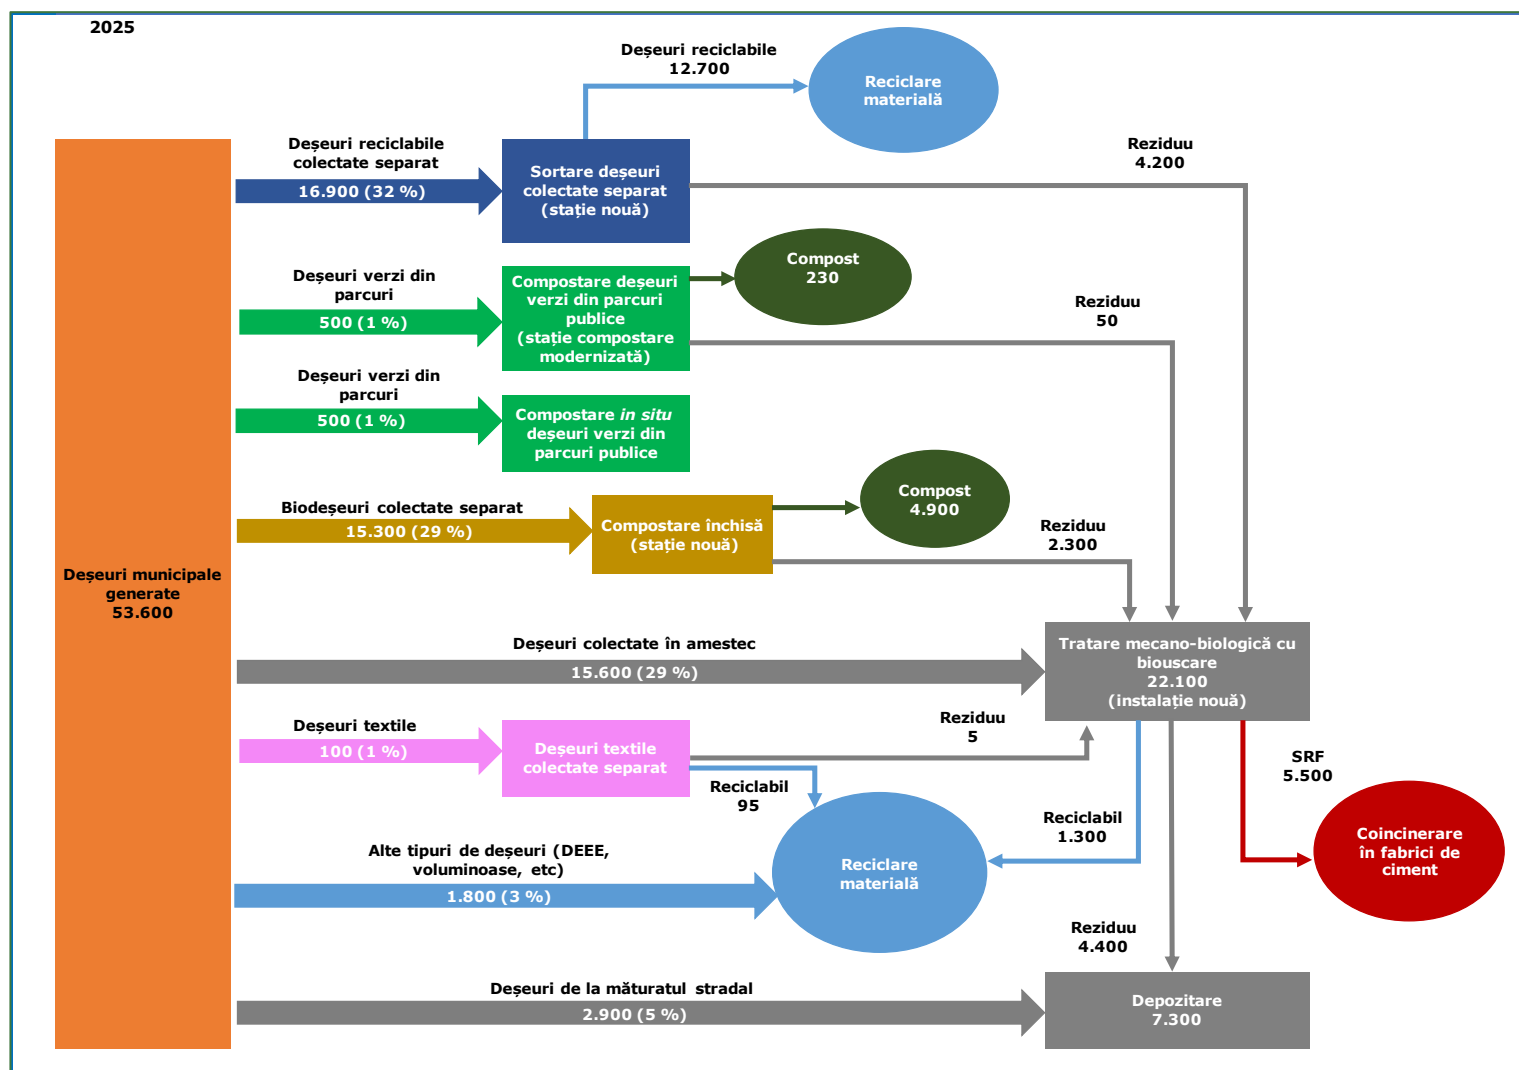 2025
Deșeuri reciclabile
12.700
Reciclare
materială
Deșeuri reciclabile
colectate separat
16.900 (32 %)
Sortare deșeuri
colectate separat
(stație nouă)
Reziduu
4.200
Deșeuri verzi din
parcuri
500 (1 %)
Compostare deșeuri
verzi din parcuri
publice
(stație compostare
modernizată)
Compost
230
Reziduu
50
Deșeuri verzi din
parcuri
500 (1 %)
Compostare in situ
deșeuri verzi din
parcuri publice
Biodeșeuri colectate separat
15.300 (29 %)
Compostare închisă
(stație nouă)
Compost
4.900
Reziduu
2.300
Deșeuri municipale
generate
53.600
Deșeuri colectate în amestec
15.600 (29 %)
Tratare mecano-biologică cu
biouscare
22.100
(instalație nouă)
Deșeuri textile
100 (1 %)
Deșeuri textile
colectate separat
Reziduu
5
Reciclabil
95
Reciclabil
1.300
SRF
5.500
Coincinerare
în fabrici de
ciment
Alte tipuri de deșeuri (DEEE,
voluminoase, etc)
1.800 (3 %)
Reciclare
materială
Reziduu
4.400
Deșeuri de la măturatul stradal
2.900 (5 %)
Depozitare
7.300